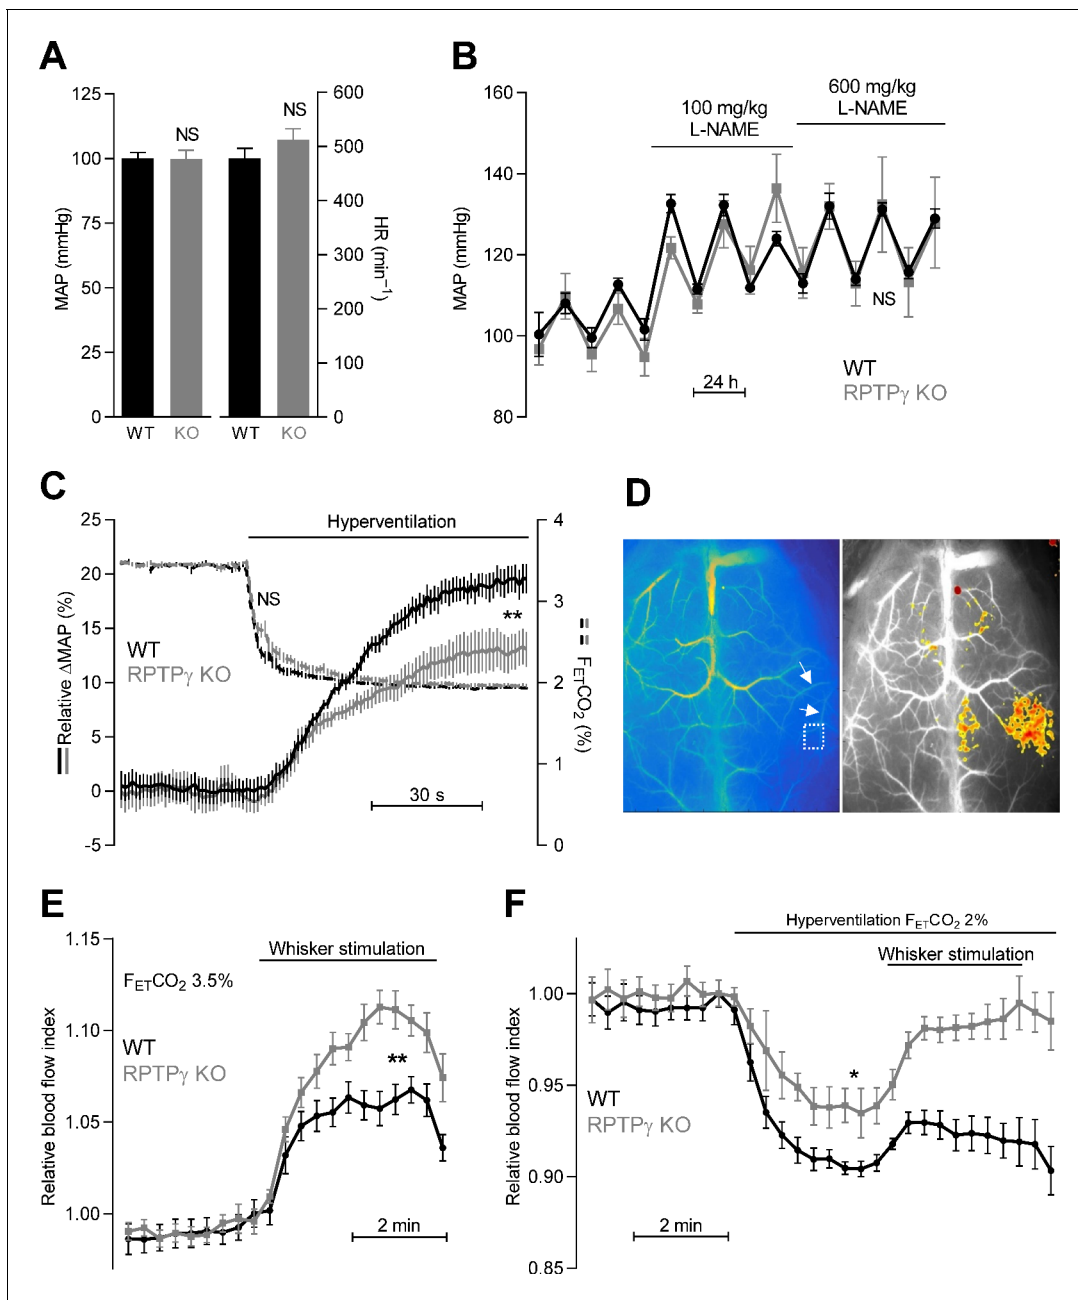 A
MAP (mmHg)
125
100
75
50
25
0
NS
NS
WT
KO
WT
KO
600
500
400
300
200
100
0
HR (min⁻¹)
B
MAP (mmHg)
160
140
120
100
80
100 mg/kg
L-NAME
600 mg/kg
L-NAME
NS
24 h
WT
RPTPγ KO
C
Relative ΔMAP (%)
25
20
15
10
5
0
-5
Hyperventilation
NS
WT
RPTPγ KO
**
30 s
4
3
2
1
0
FETCO2 (%)
D
E
Relative blood flow index
1.15
1.10
1.05
1.00
Whisker stimulation
FETCO2 3.5%
WT
RPTPγ KO
**
2 min
F
Relative blood flow index
1.00
0.95
0.90
0.85
Hyperventilation FETCO2 2%
Whisker stimulation
*
WT
RPTPγ KO
2 min